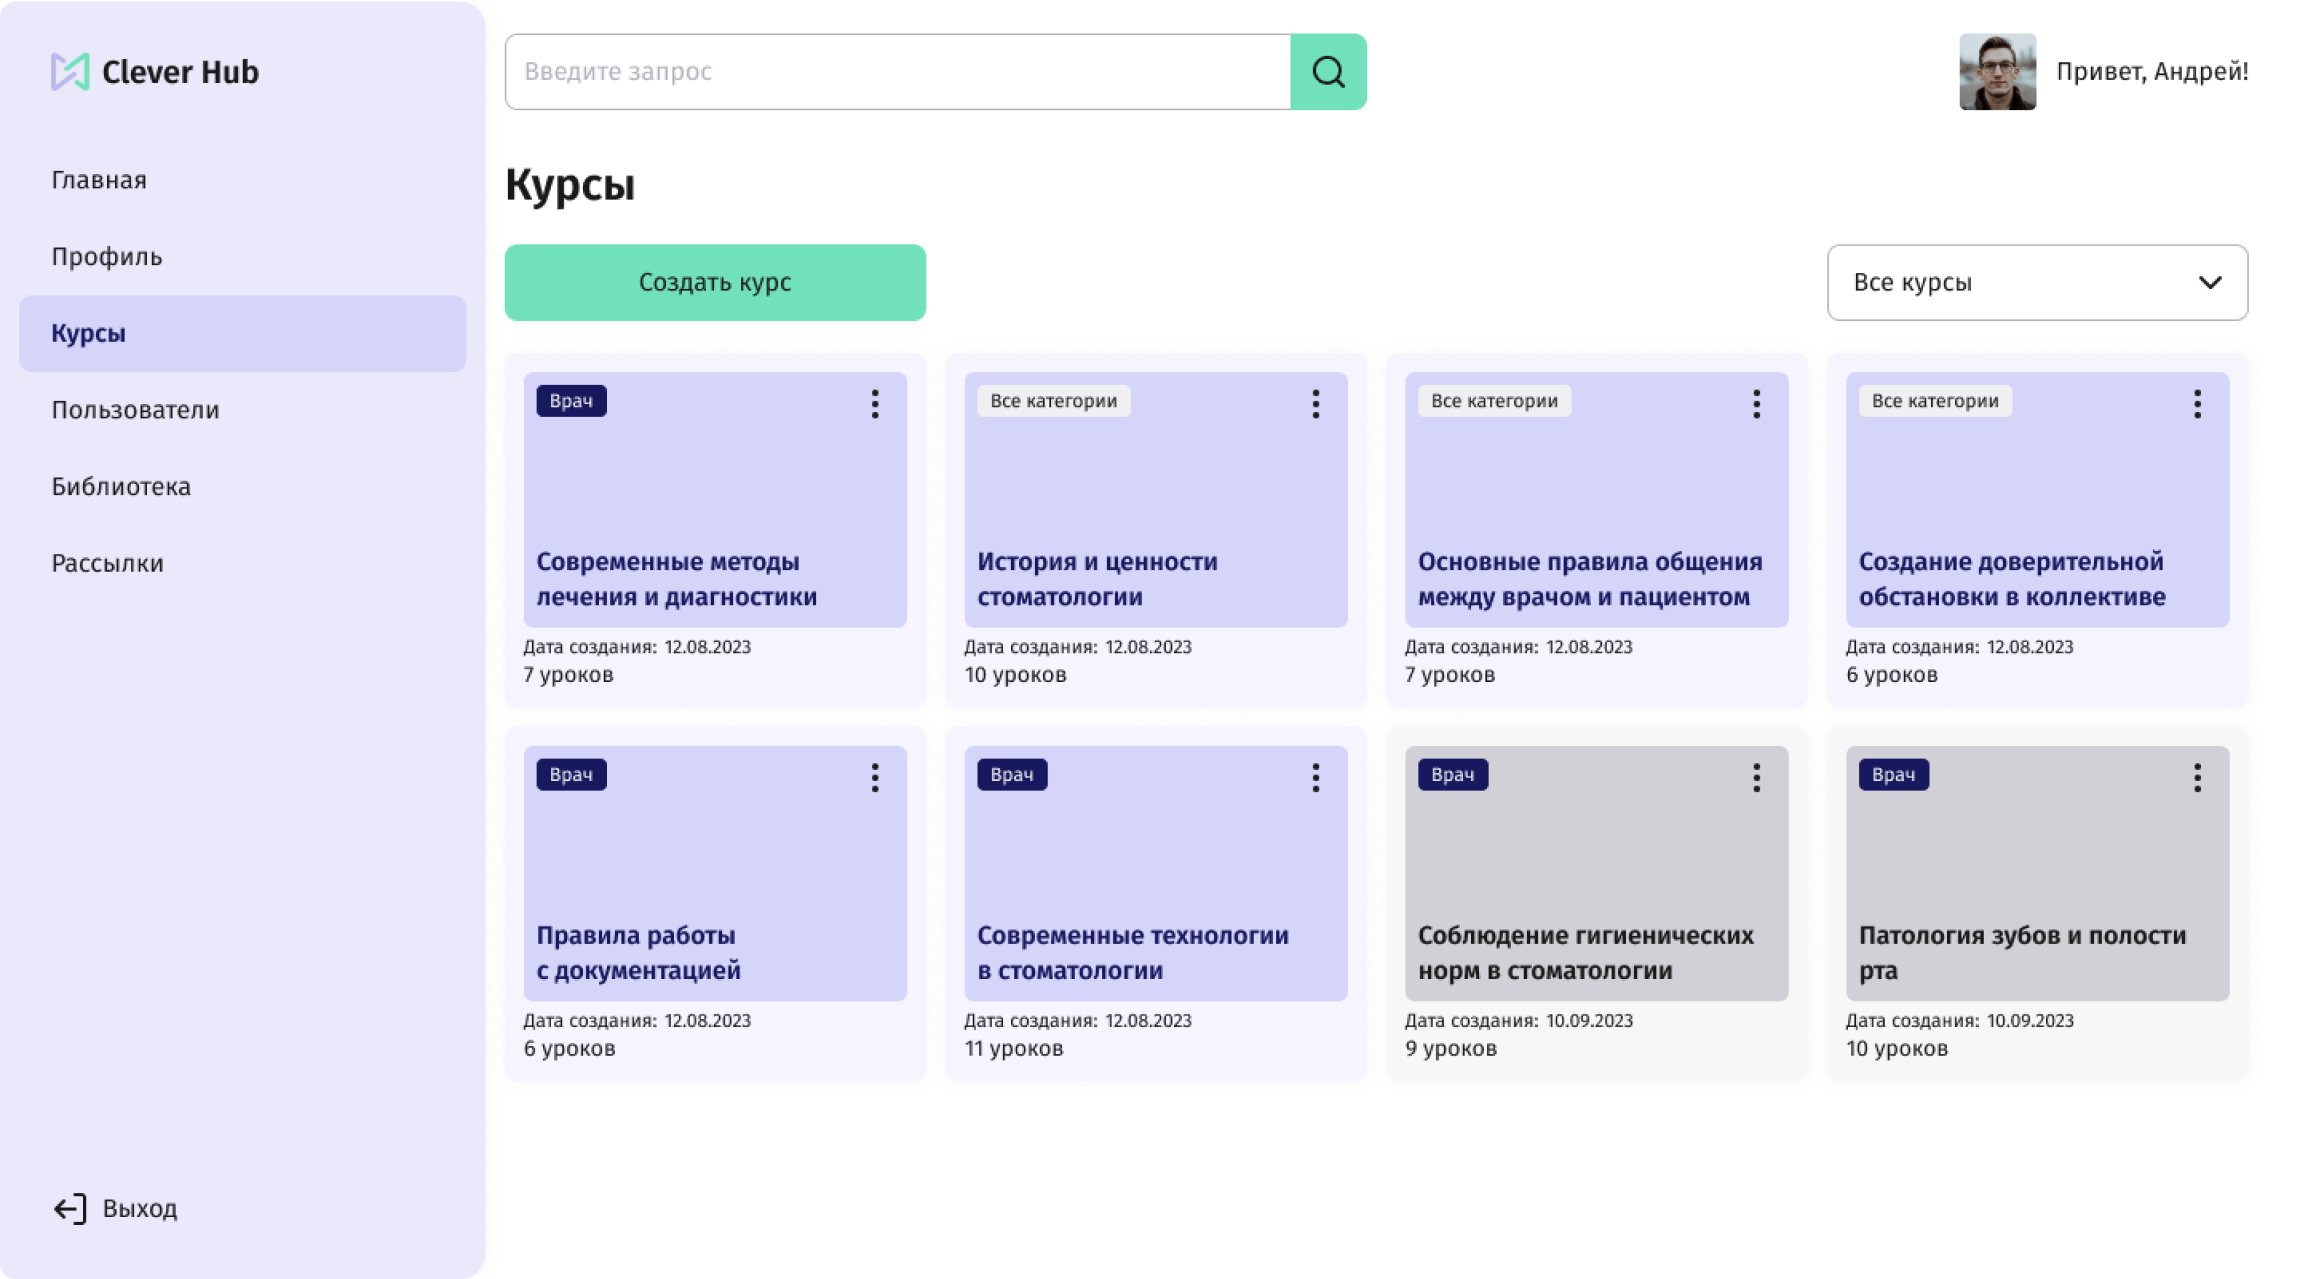 Clever Hub
Введите запрос
Привет, Андрей!
Главная
Профиль
Курсы
Пользователи
Библиотека
Рассылки
Выход
Курсы
Создать курс
Все курсы
Врач
Современные методы
лечения и диагностики
Дата создания: 12.08.2023
7 уроков
Все категории
История и ценности
стоматологии
Дата создания: 12.08.2023
10 уроков
Все категории
Основные правила общения
между врачом и пациентом
Дата создания: 12.08.2023
7 уроков
Все категории
Создание доверительной
обстановки в коллективе
Дата создания: 12.08.2023
6 уроков
Врач
Правила работы
с документацией
Дата создания: 12.08.2023
6 уроков
Врач
Современные технологии
в стоматологии
Дата создания: 12.08.2023
11 уроков
Врач
Соблюдение гигиенических
норм в стоматологии
Дата создания: 10.09.2023
9 уроков
Врач
Патология зубов и полости
рта
Дата создания: 10.09.2023
10 уроков